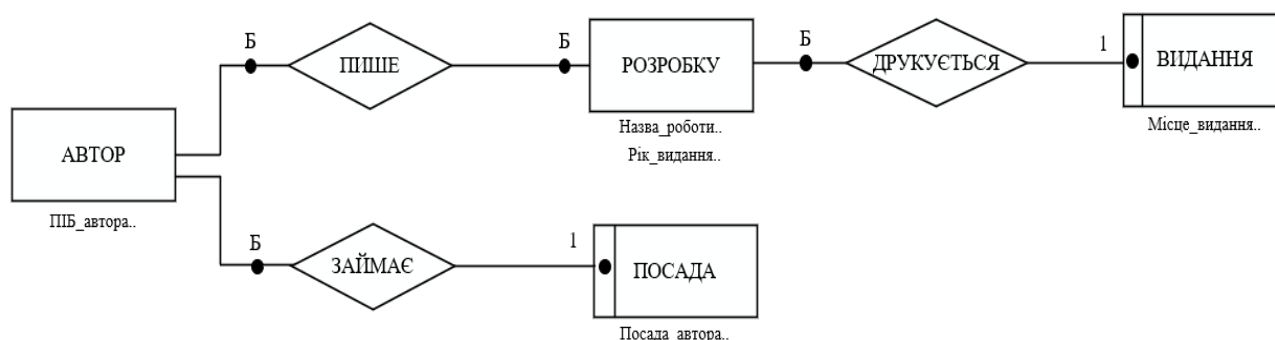 Б
ПИШЕ
Б
РОЗРОБКУ
Б
ДРУКУЄТЬСЯ
1
ВИДАННЯ
Назва_роботи..
Рік_видання..
Місце_видання..
АВТОР
ПІБ_автора..
Б
ЗАЙМАЄ
1
ПОСАДА
Посада_автора..